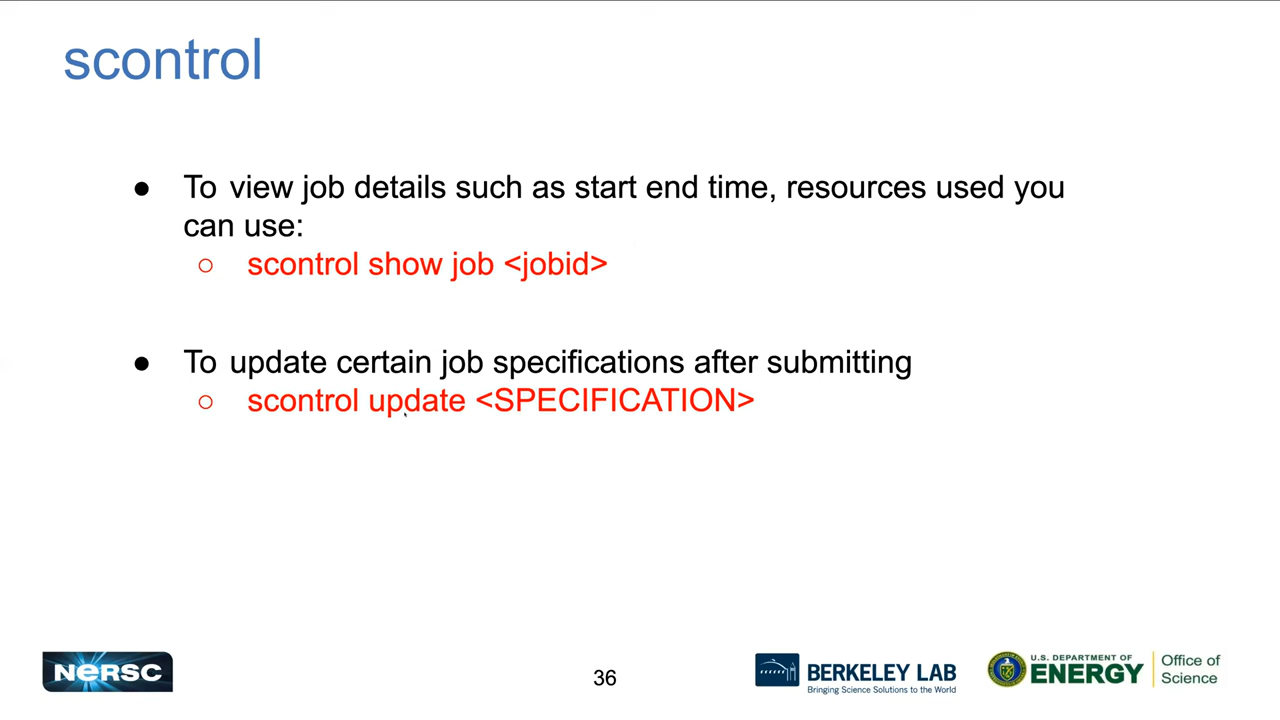 scontrol
● To view job details such as start end time, resources used you
can use:
○ scontrol show job <jobid>
● To update certain job specifications after submitting
○ scontrol update <SPECIFICATION>
NERSC
36
BERKELEY LAB
Bringing Science Solutions to the World
U.S. DEPARTMENT OF
ENERGY
Office of
Science